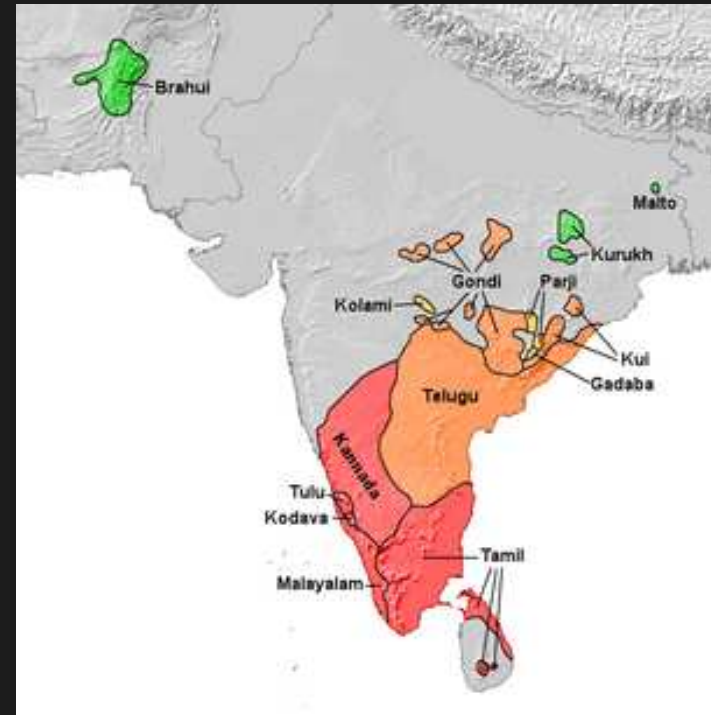 Brahui
Malto
Kurukh
Gondi
Parji
Kolami
Kui
Gadaba
Telugu
Kannada
Tulu
Kodava
Tamil
Malayalam